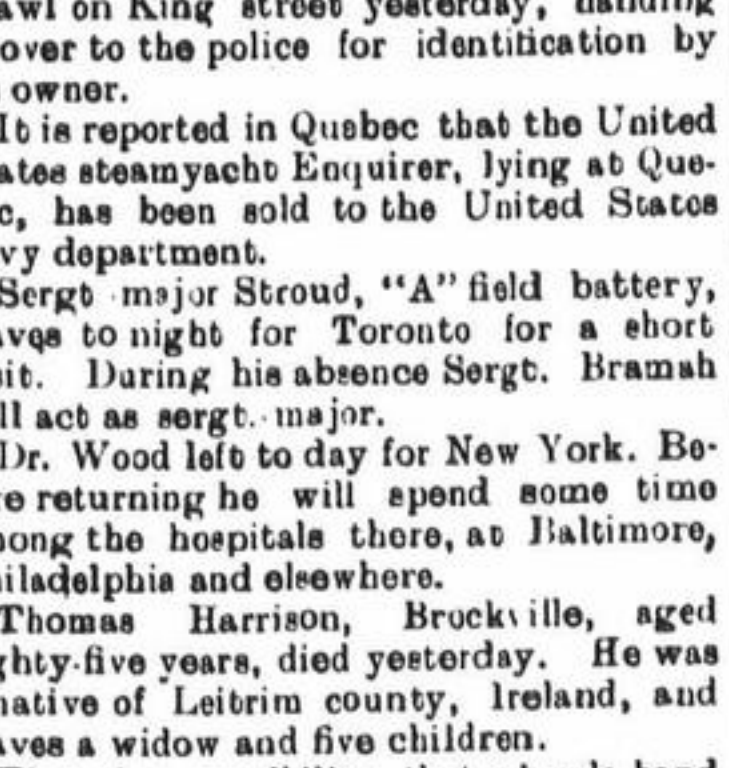 awl on King street yesterday, handing
over to the police for identification by
owner.
It is reported in Quebec that the United
ates steamyacht Enquirer, lying at Que-
c, has been sold to the United States
vy department.
Sergt major Stroud, "A" field battery,
aves to night for Toronto for a short
sit. During his absence Sergt. Bramah
ll act as sergt. major.
Dr. Wood left to day for New York. Be-
re returning he will spend some time
ong the hospitals there, at Baltimore,
iladelphia and elsewhere.
Thomas Harrison, Brockville, aged
ghty-five years, died yesterday. He was
native of Leitrim county, Ireland, and
aves a widow and five children.